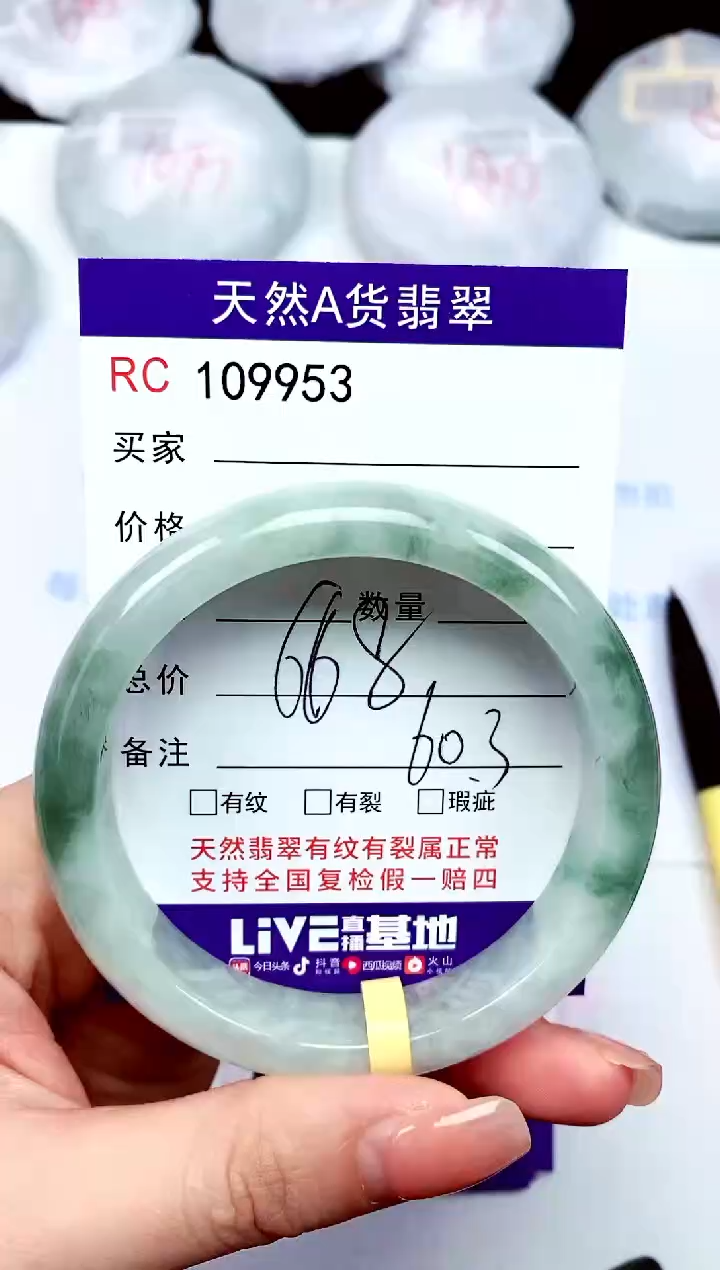 天然A货翡翠
RC 109953
买家
价格
数量
668
总价
60.3
备注
□有纹 □有裂 □瑕疵
天然翡翠有纹有裂属正常
支持全国复检假一赔四
LiVE直播基地
今日头条 抖音 西瓜视频 火山